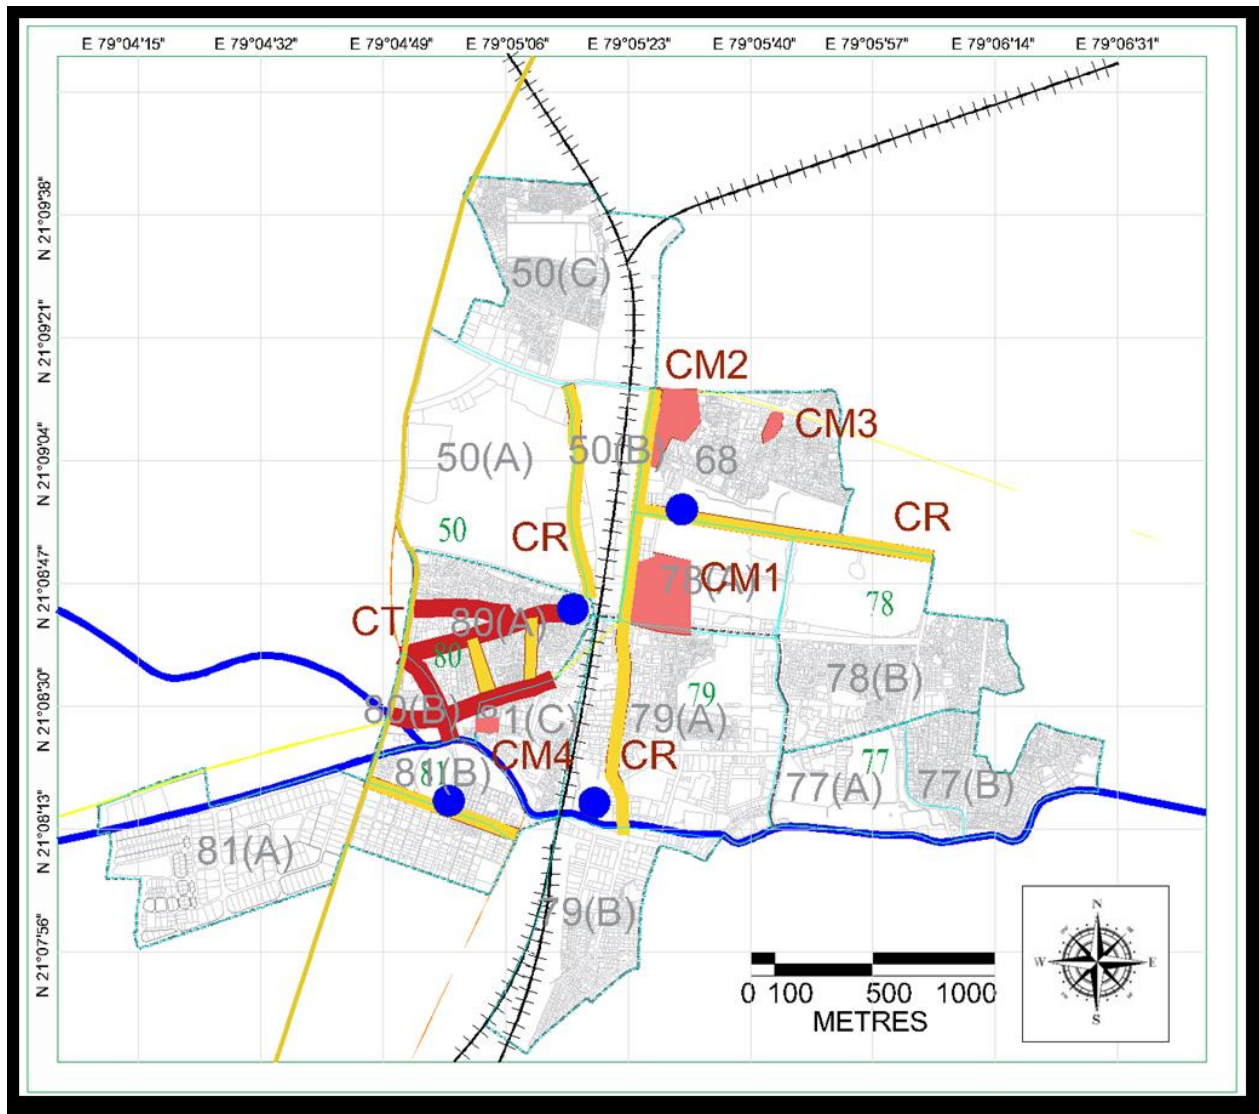 E 79°04'15" E 79°04'32" E 79°04'49" E 79°05'06" E 79°05'23" E 79°05'40" E 79°05'57" E 79°06'14" E 79°06'31"
N 21°09'38"
50(C)
N 21°09'21"
CM2
CM3
N 21°09'04"
50(A) 50(B) 68
50 CR CR
N 21°08'47"
78(A) CM1
78
CT 80(A)
80
N 21°08'30"
78(B)
79
80(B) 81(C) 79(A)
CM4 CR
77
81(B)
81
77(A) 77(B)
N 21°08'13"
81(A)
79(B)
N 21°07'56"
N
W E
S
0 100 500 1000
METRES